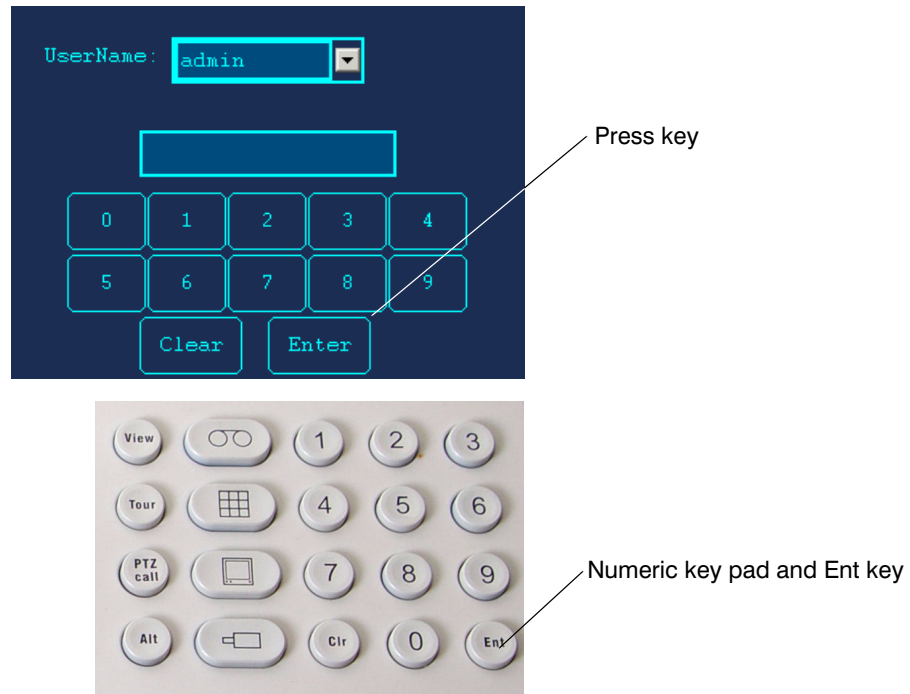 UserName: admin
Press key
0 1 2 3 4
5 6 7 8 9
Clear Enter
View 1 2 3
Tour 4 5 6
PTZ call 7 8 9
Numeric key pad and Ent key
Alt Clr 0 Ent